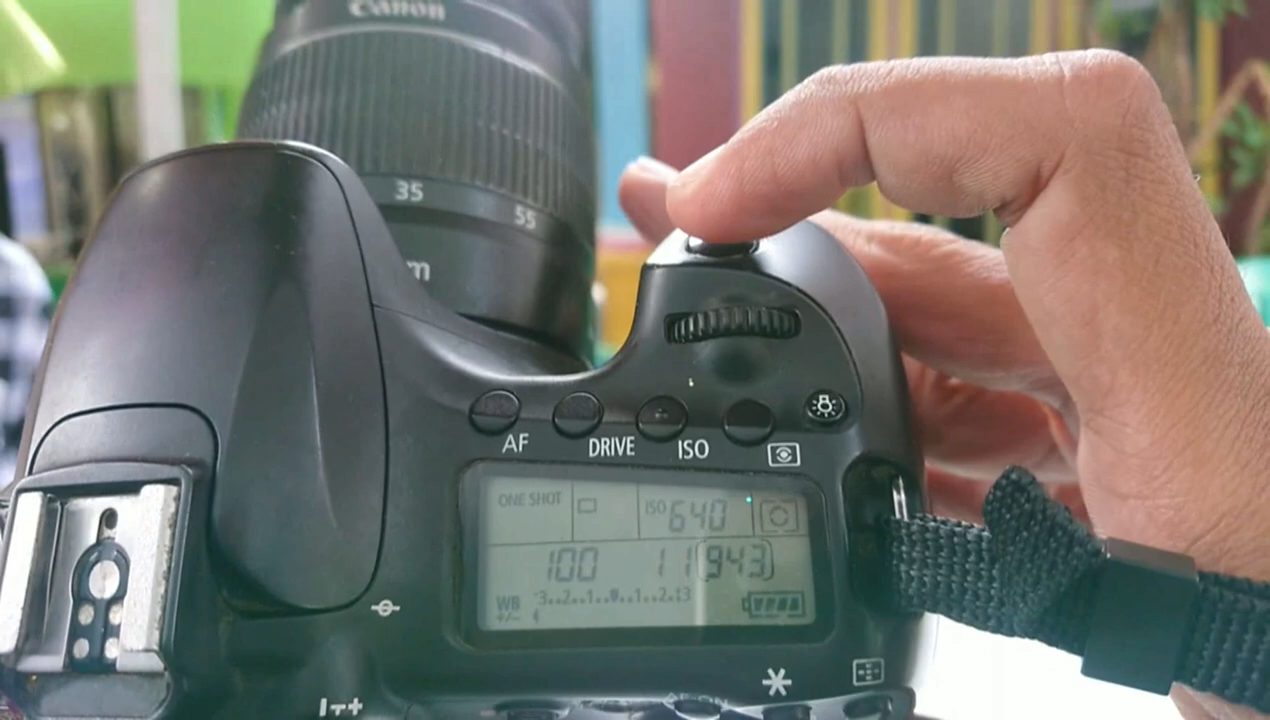 Canon
35
55
m
AF DRIVE ISO
ONE SHOT ISO 640
100 11 [943]
WB +/- -3..2..1..0..1..2..:3